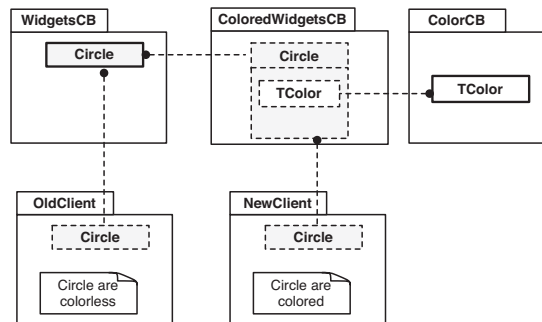 WidgetsCB
ColoredWidgetsCB
ColorCB
Circle
Circle
TColor
TColor
OldClient
NewClient
Circle
Circle
Circle are
colorless
Circle are
colored